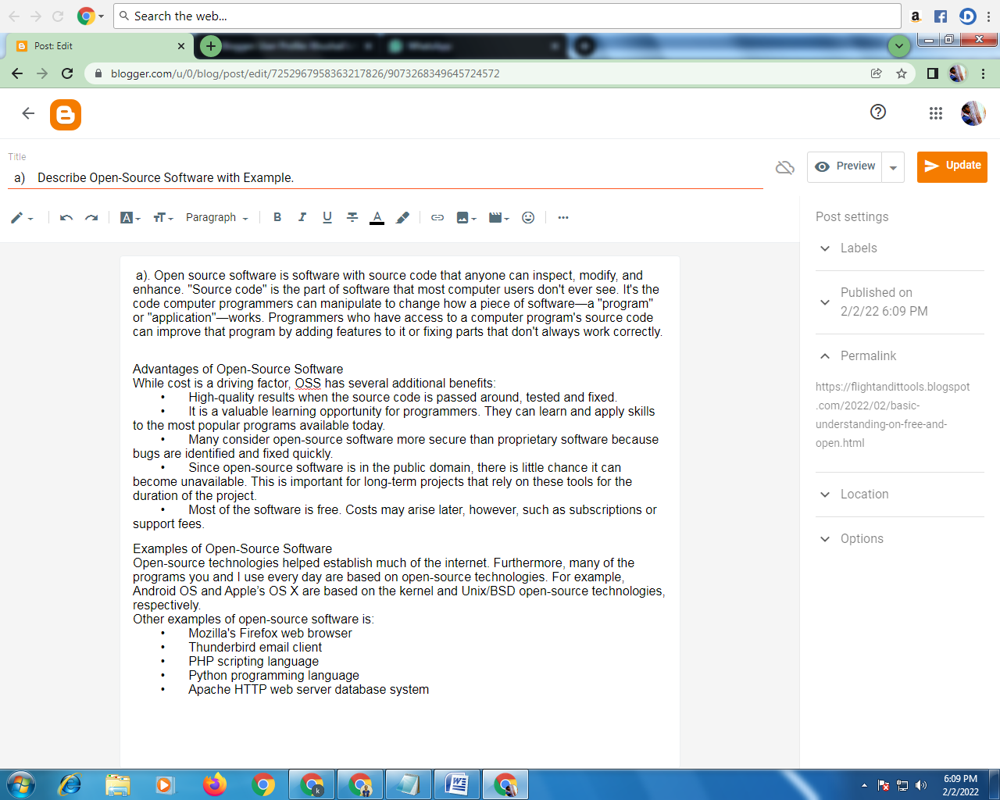 Search the web...
Post: Edit
WhatsApp
blogger.com/u/0/blog/post/edit/7252967958363217826/9073268349645724572
Title
a) Describe Open-Source Software with Example.
Preview
Update
Paragraph
B I U A
Post settings
Labels
Published on
2/2/22 6:09 PM
Permalink
https://flightandittools.blogspot
.com/2022/02/basic-
understanding-on-free-and-
open.html
Location
Options
a). Open source software is software with source code that anyone can inspect, modify, and
enhance. "Source code" is the part of software that most computer users don't ever see. It's the
code computer programmers can manipulate to change how a piece of software—a "program"
or "application"—works. Programmers who have access to a computer program's source code
can improve that program by adding features to it or fixing parts that don't always work correctly.
Advantages of Open-Source Software
While cost is a driving factor, OSS has several additional benefits:
• High-quality results when the source code is passed around, tested and fixed.
• It is a valuable learning opportunity for programmers. They can learn and apply skills
to the most popular programs available today.
• Many consider open-source software more secure than proprietary software because
bugs are identified and fixed quickly.
• Since open-source software is in the public domain, there is little chance it can
become unavailable. This is important for long-term projects that rely on these tools for the
duration of the project.
• Most of the software is free. Costs may arise later, however, such as subscriptions or
support fees.
Examples of Open-Source Software
Open-source technologies helped establish much of the internet. Furthermore, many of the
programs you and I use every day are based on open-source technologies. For example,
Android OS and Apple's OS X are based on the kernel and Unix/BSD open-source technologies,
respectively.
Other examples of open-source software is:
• Mozilla's Firefox web browser
• Thunderbird email client
• PHP scripting language
• Python programming language
• Apache HTTP web server database system
6:09 PM
2/2/2022